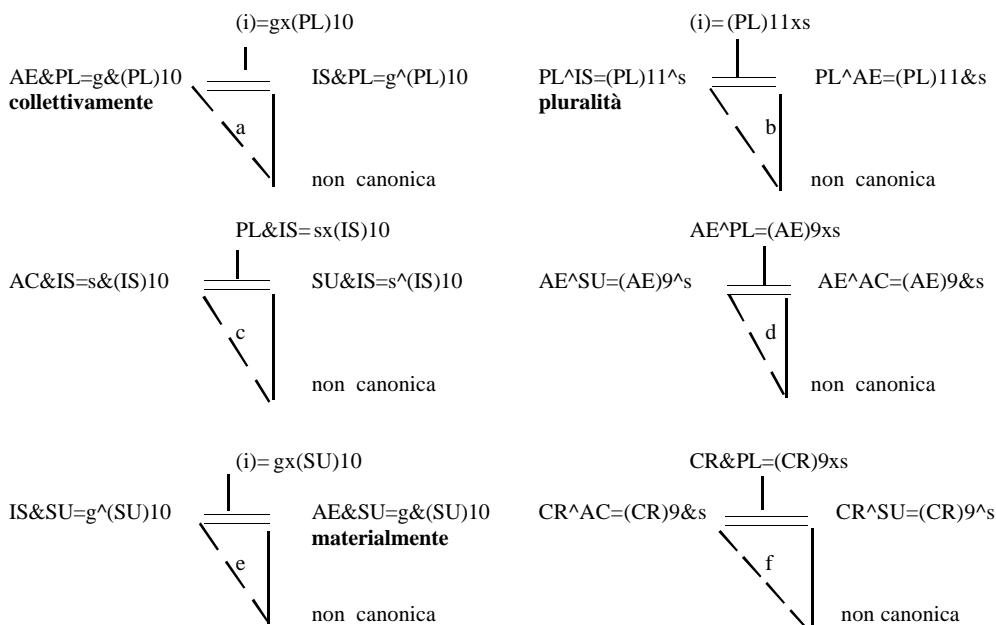 (i)=gx(PL)10
(i)=(PL)11xs
AE&PL=g&(PL)10
IS&PL=g^(PL)10
PL^IS=(PL)11^s
PL^AE=(PL)11&s
collettivamente
pluralità
a
b
non canonica
non canonica
PL&IS=sx(IS)10
AE^PL=(AE)9xs
AC&IS=s&(IS)10
SU&IS=s^(IS)10
AE^SU=(AE)9^s
AE^AC=(AE)9&s
c
d
non canonica
non canonica
(i)=gx(SU)10
CR&PL=(CR)9xs
IS&SU=g^(SU)10
AE&SU=g&(SU)10
CR^AC=(CR)9&s
CR^SU=(CR)9^s
materialmente
e
f
non canonica
non canonica